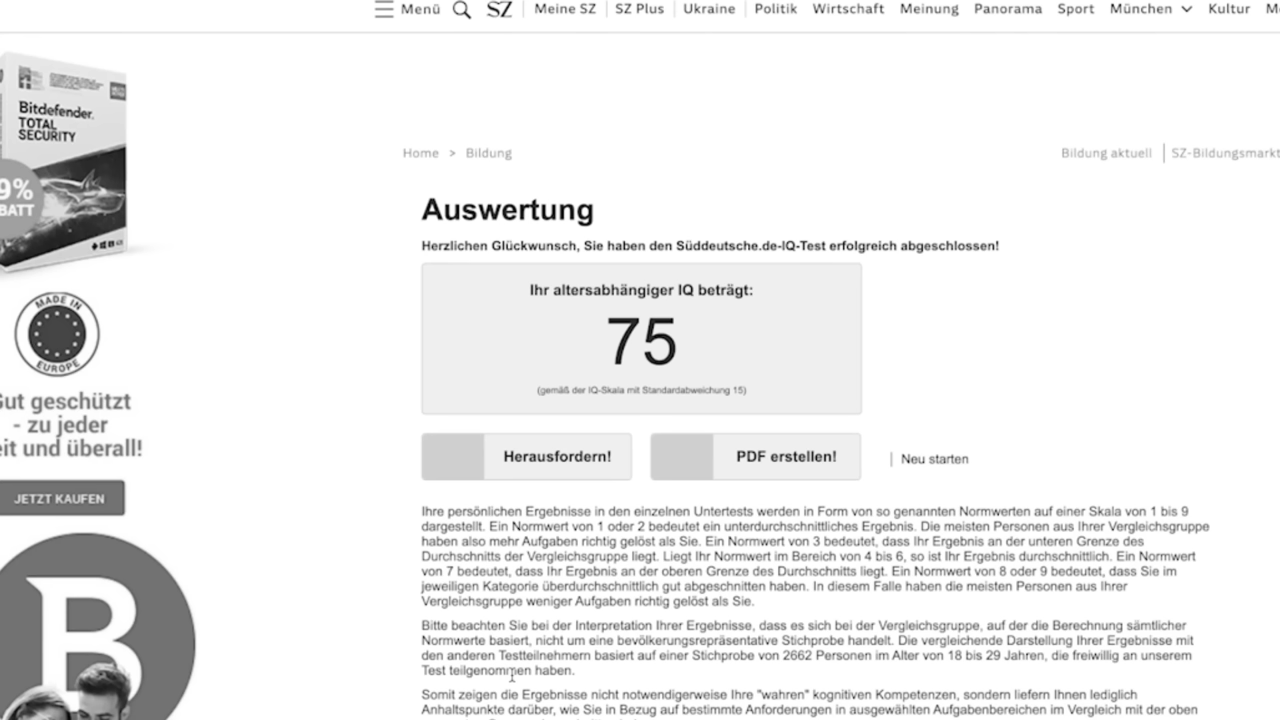 Menü SZ Meine SZ SZ Plus Ukraine Politik Wirtschaft Meinung Panorama Sport München Kultur
Bitdefender.
TOTAL
SECURITY
9%
BATT
MADE IN
EUROPE
Gut geschützt
- zu jeder
eit und überall!
JETZT KAUFEN
B
Home > Bildung
Bildung aktuell | SZ-Bildungsmarkt
Auswertung
Herzlichen Glückwunsch, Sie haben den Süddeutsche.de-IQ-Test erfolgreich abgeschlossen!
Ihr altersabhängiger IQ beträgt:
75
(gemäß der IQ-Skala mit Standardabweichung 15)
Herausfordern! PDF erstellen! | Neu starten
Ihre persönlichen Ergebnisse in den einzelnen Untertests werden in Form von so genannten Normwerten auf einer Skala von 1 bis 9
dargestellt. Ein Normwert von 1 oder 2 bedeutet ein unterdurchschnittliches Ergebnis. Die meisten Personen aus Ihrer Vergleichsgruppe
haben also mehr Aufgaben richtig gelöst als Sie. Ein Normwert von 3 bedeutet, dass Ihr Ergebnis an der unteren Grenze des
Durchschnitts der Vergleichsgruppe liegt. Liegt Ihr Normwert im Bereich von 4 bis 6, so ist Ihr Ergebnis durchschnittlich. Ein Normwert
von 7 bedeutet, dass Ihr Ergebnis an der oberen Grenze des Durchschnitts liegt. Ein Normwert von 8 oder 9 bedeutet, dass Sie im
jeweiligen Kategorie überdurchschnittlich gut abgeschnitten haben. In diesem Falle haben die meisten Personen aus Ihrer
Vergleichsgruppe weniger Aufgaben richtig gelöst als Sie.
Bitte beachten Sie bei der Interpretation Ihrer Ergebnisse, dass es sich bei der Vergleichsgruppe, auf der die Berechnung sämtlicher
Normwerte basiert, nicht um eine bevölkerungsrepräsentative Stichprobe handelt. Die vergleichende Darstellung Ihrer Ergebnisse mit
den anderen Testteilnehmern basiert auf einer Stichprobe von 2662 Personen im Alter von 18 bis 29 Jahren, die freiwillig an unserem
Test teilgenommen haben.
Somit zeigen die Ergebnisse nicht notwendigerweise Ihre "wahren" kognitiven Kompetenzen, sondern liefern Ihnen lediglich
Anhaltspunkte darüber, wie Sie in Bezug auf bestimmte Anforderungen in ausgewählten Aufgabenbereichen im Vergleich mit der oben